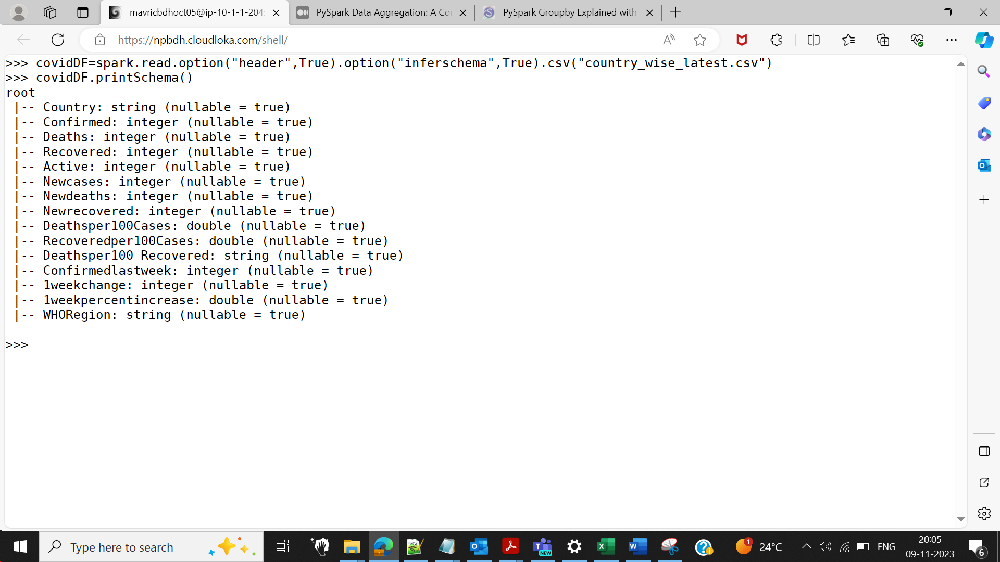 mavricbdhoct05@ip-10-1-1-204:
PySpark Data Aggregation: A Cor
PySpark Groupby Explained with
https://npbdh.cloudloka.com/shell/
>>> covidDF=spark.read.option("header",True).option("inferschema",True).csv("country_wise_latest.csv")
>>> covidDF.printSchema()
root
 |-- Country: string (nullable = true)
 |-- Confirmed: integer (nullable = true)
 |-- Deaths: integer (nullable = true)
 |-- Recovered: integer (nullable = true)
 |-- Active: integer (nullable = true)
 |-- Newcases: integer (nullable = true)
 |-- Newdeaths: integer (nullable = true)
 |-- Newrecovered: integer (nullable = true)
 |-- Deathsper100Cases: double (nullable = true)
 |-- Recoveredper100Cases: double (nullable = true)
 |-- Deathsper100 Recovered: string (nullable = true)
 |-- Confirmedlastweek: integer (nullable = true)
 |-- 1weekchange: integer (nullable = true)
 |-- 1weekpercentincrease: double (nullable = true)
 |-- WHORegion: string (nullable = true)
>>>
Type here to search
NEW
1
24°C
ENG
20:05
09-11-2023
6